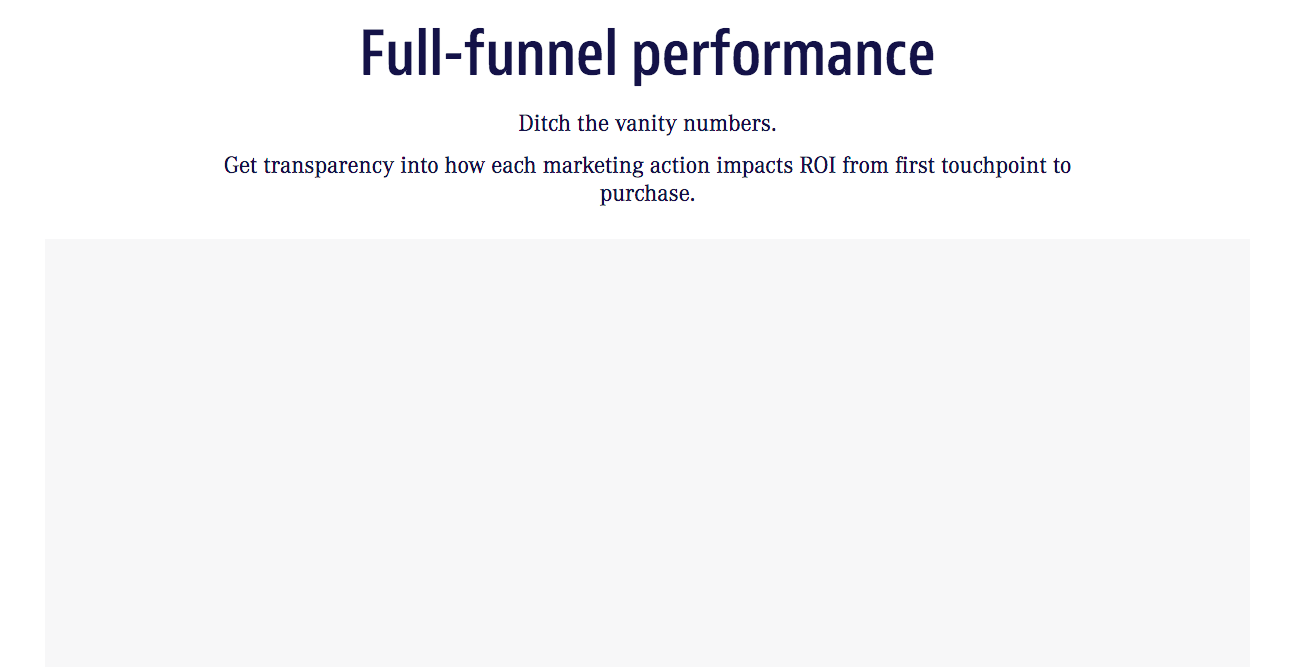 Full-funnel performance
Ditch the vanity numbers.
Get transparency into how each marketing action impacts ROI from first touchpoint to
purchase.